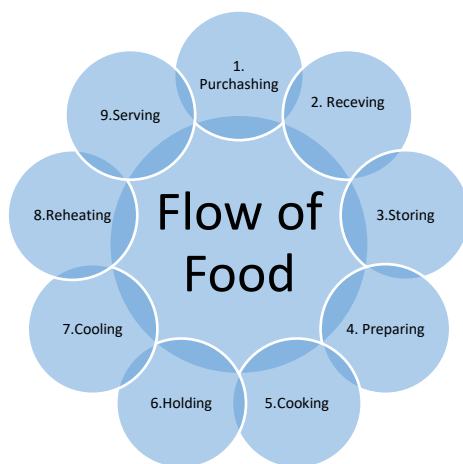 Flow of
Food
1.
Purchashing
2. Receving
3.Storing
4. Preparing
5.Cooking
6.Holding
7.Cooling
8.Reheating
9.Serving